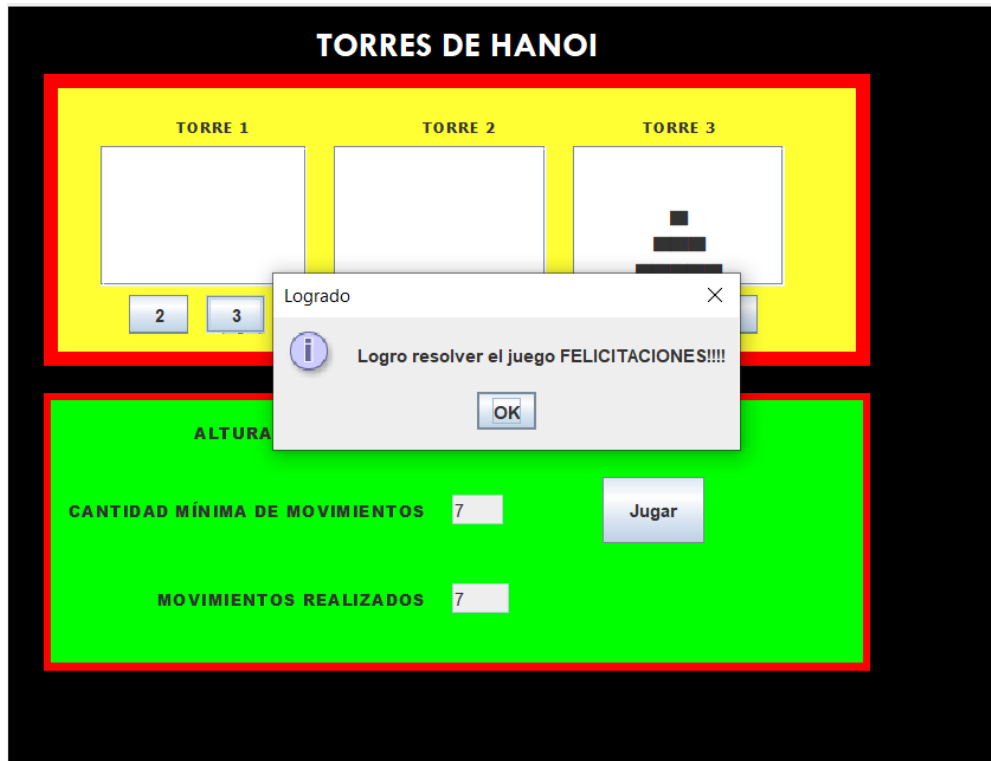 TORRES DE HANOI
TORRE 1 TORRE 2 TORRE 3
2 3
Logrado
Logro resolver el juego FELICITACIONES!!!!
OK
ALTURA
CANTIDAD MÍNIMA DE MOVIMIENTOS 7 Jugar
MOVIMIENTOS REALIZADOS 7